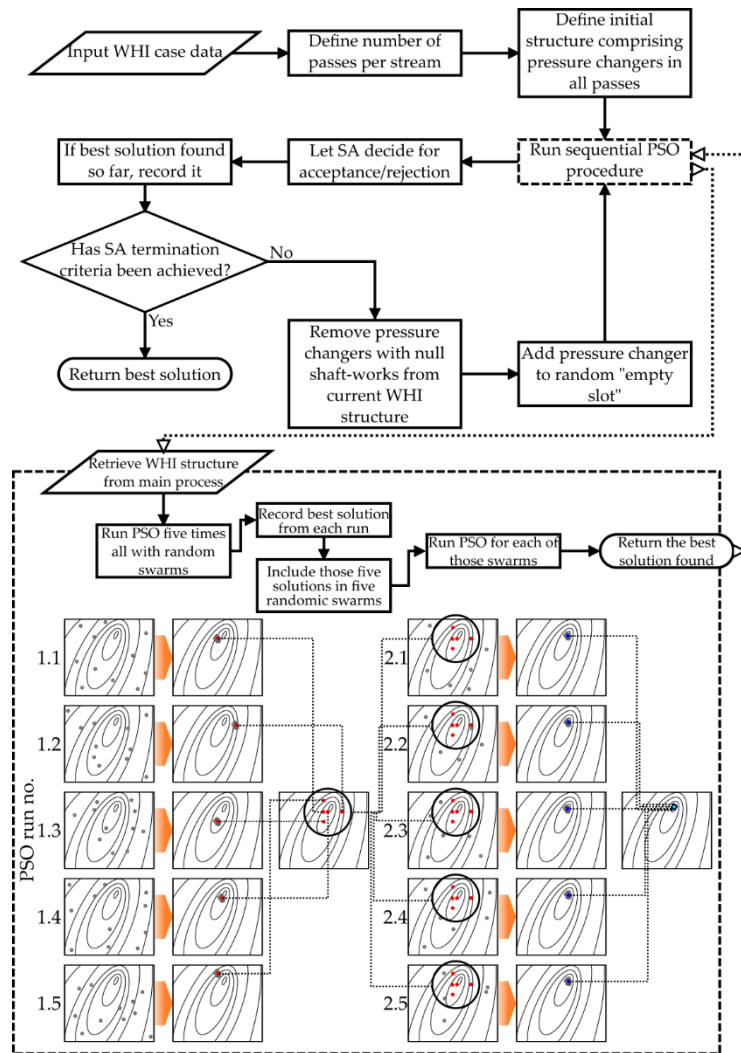 Input WHI case data
Define number of
passes per stream
Define initial
structure comprising
pressure changers in
all passes
If best solution found
so far, record it
Let SA decide for
acceptance/rejection
Run sequential PSO
procedure
Has SA termination
criteria been achieved?
No
Yes
Return best solution
Remove pressure
changers with null
shaft-works from
current WHI
structure
Add pressure changer
to random "empty
slot"
Retrieve WHI structure
from main process
Run PSO five times
all with random
swarms
Record best solution
from each run
Include those five
solutions in five
randomic swarms
Run PSO for each of
those swarms
Return the best
solution found
PSO run no.
1.1
1.2
1.3
1.4
1.5
2.1
2.2
2.3
2.4
2.5